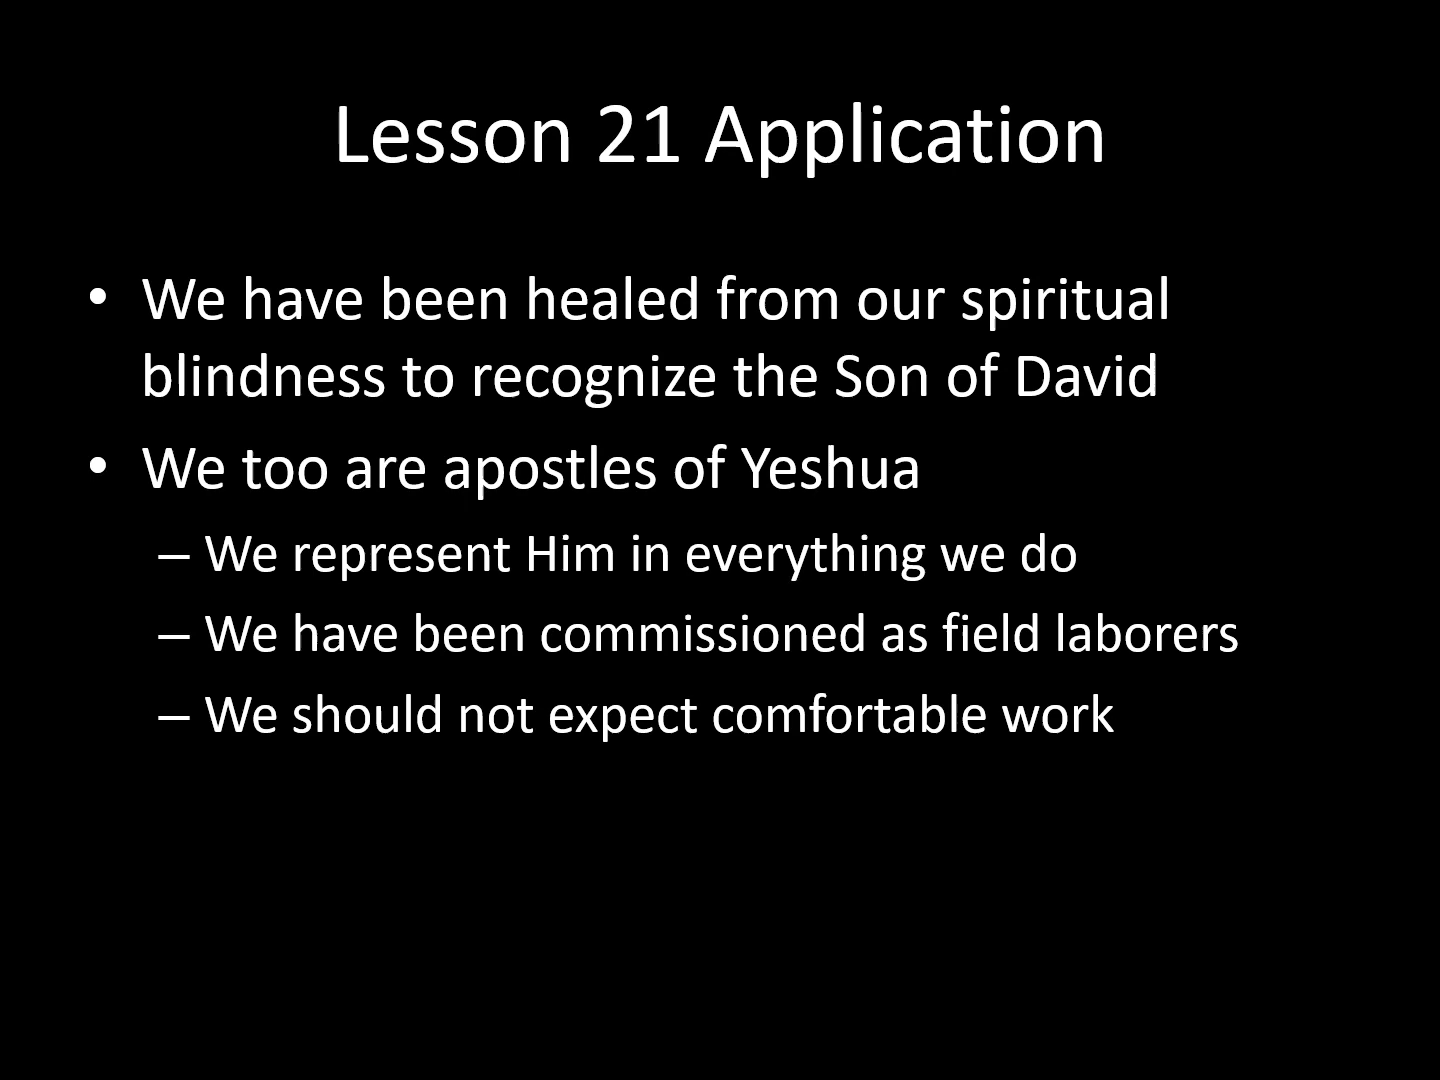 Lesson 21 Application
• We have been healed from our spiritual
blindness to recognize the Son of David
• We too are apostles of Yeshua
– We represent Him in everything we do
– We have been commissioned as field laborers
– We should not expect comfortable work